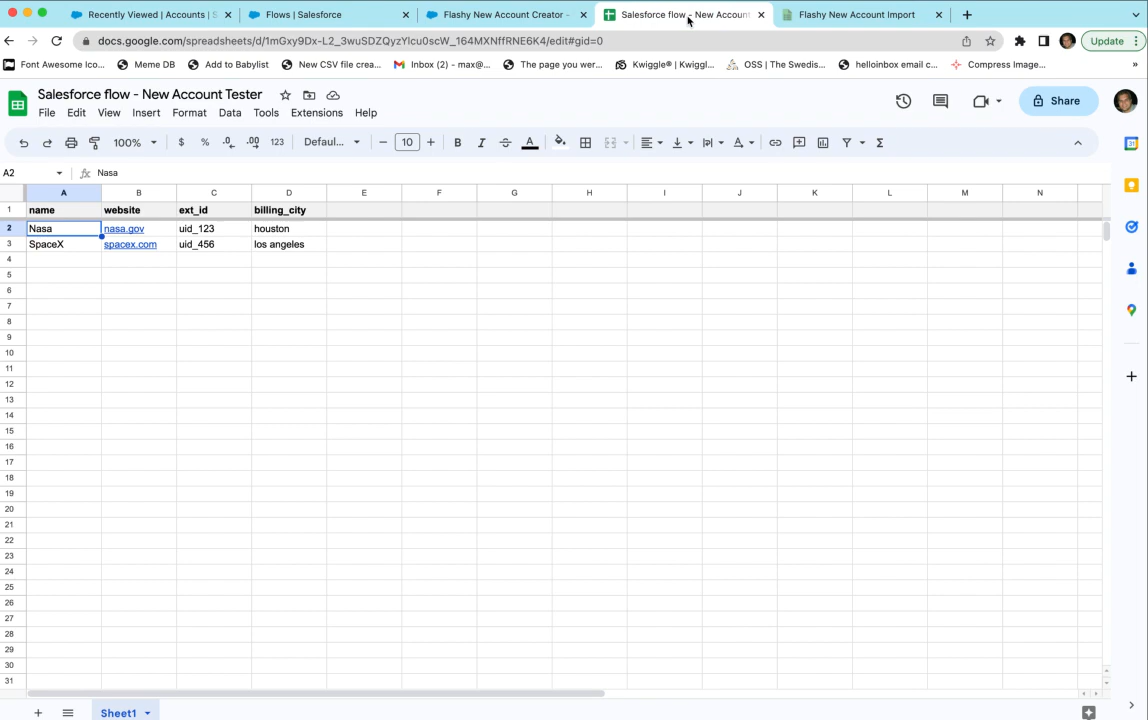 Recently Viewed | Accounts | S
Flows | Salesforce
Flashy New Account Creator -
Salesforce flow - New Account
Flashy New Account Import
docs.google.com/spreadsheets/d/1mGxy9Dx-L2_3wuSDZQyzYlcu0scW_164MXNffRNE6K4/edit#gid=0
Update
Font Awesome Ico...
Meme DB
Add to Babylist
New CSV file crea...
Inbox (2) - max@...
The page you wer...
Kwiggle® | Kwiggl...
OSS | The Swedis...
helloinbox email c...
Compress Image...
»
Salesforce flow - New Account Tester
File Edit View Insert Format Data Tools Extensions Help
Share
100% $ % .0 .00 123 Defaul... − 10 + B I S A Σ
A2 fx Nasa
A B C D E F G H I J K L M N
1 name website ext_id billing_city
2 Nasa nasa.gov uid_123 houston
3 SpaceX spacex.com uid_456 los angeles
4
5
6
7
8
9
10
11
12
13
14
15
16
17
18
19
20
21
22
23
24
25
26
27
28
29
30
31
31
Sheet1